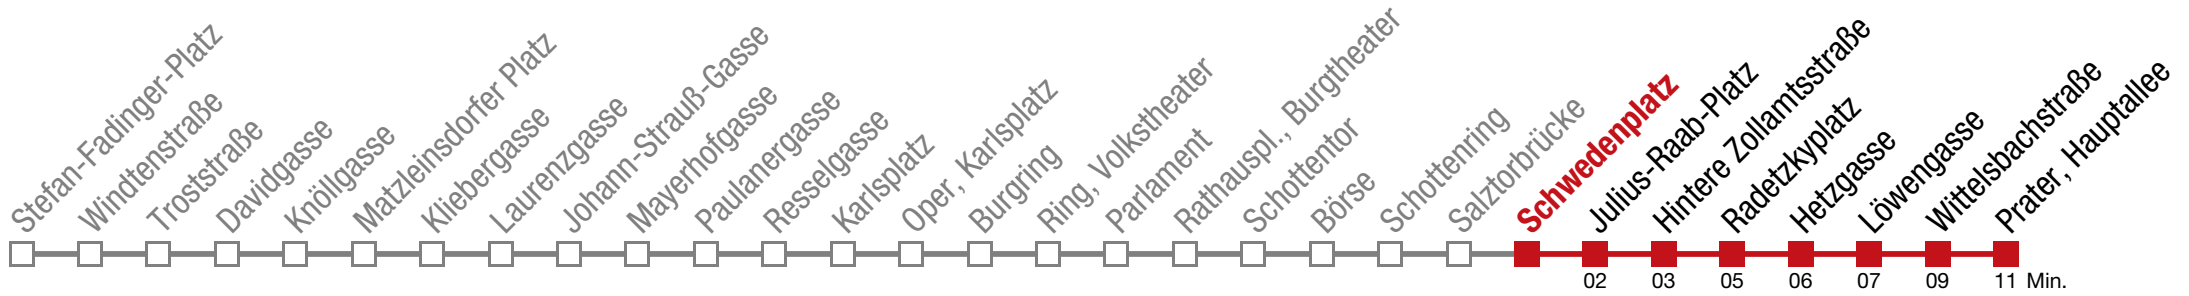 Stefan-Fadinger-Platz
Windtenstraße
Troststraße
Davidgasse
Knöllgasse
Matzleinsdorfer Platz
Kliebergasse
Laurenzgasse
Johann-Strauß-Gasse
Mayerhofgasse
Paulanergasse
Resselgasse
Karlsplatz
Oper, Karlsplatz
Burgring
Ring, Volkstheater
Parlament
Rathauspl., Burgtheater
Schottentor
Börse
Schottenring
Salztorbrücke
Schwedenplatz
Julius-Raab-Platz
Hintere Zollamtsstraße
Radetzkyplatz
Hetzgasse
Löwengasse
Wittelsbachstraße
Prater, Hauptallee
02 03 05 06 07 09 11 Min.